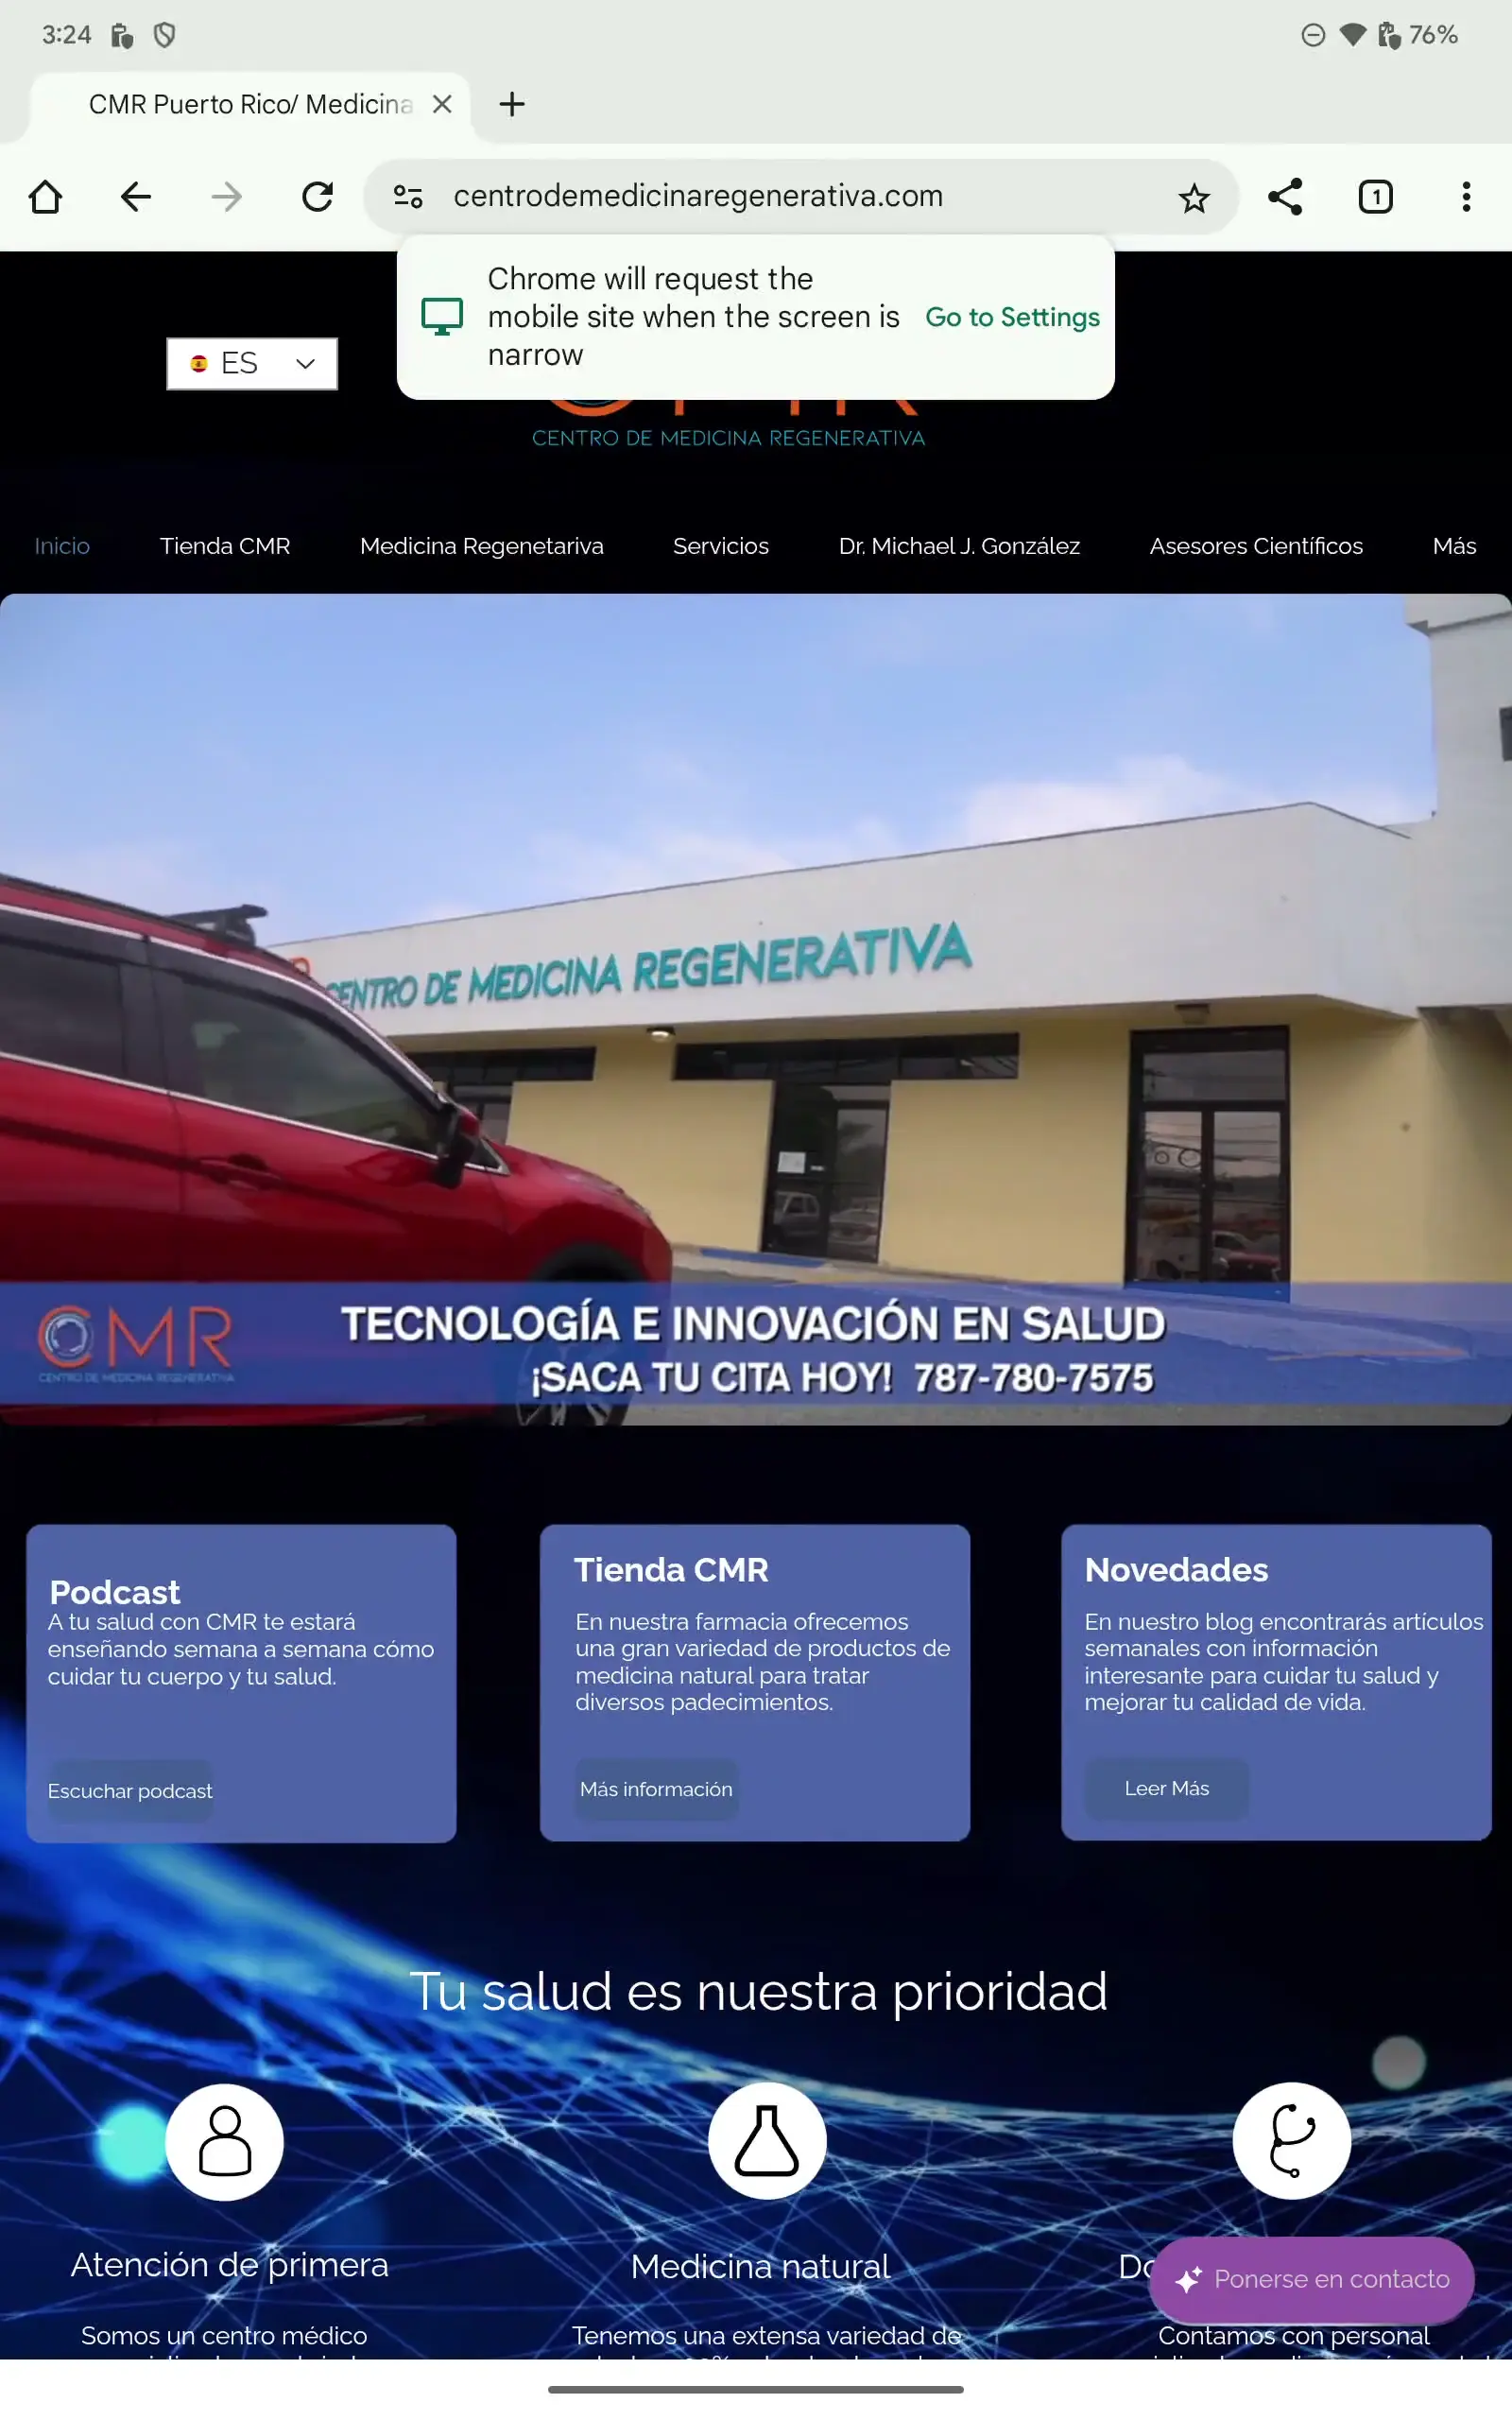 3:24
76%
CMR Puerto Rico/ Medicina
centrodemedicinaregenerativa.com
1
Chrome will request the
mobile site when the screen is
narrow
Go to Settings
ES
CENTRO DE MEDICINA REGENERATIVA
Inicio
Tienda CMR
Medicina Regenetariva
Servicios
Dr. Michael J. González
Asesores Científicos
Más
CENTRO DE MEDICINA REGENERATIVA
CMR
CENTRO DE MEDICINA REGENERATIVA
TECNOLOGÍA E INNOVACIÓN EN SALUD
¡SACA TU CITA HOY! 787-780-7575
Podcast
A tu salud con CMR te estará
enseñando semana a semana cómo
cuidar tu cuerpo y tu salud.
Escuchar podcast
Tienda CMR
En nuestra farmacia ofrecemos
una gran variedad de productos de
medicina natural para tratar
diversos padecimientos.
Más información
Novedades
En nuestro blog encontrarás artículos
semanales con información
interesante para cuidar tu salud y
mejorar tu calidad de vida.
Leer Más
Tu salud es nuestra prioridad
Atención de primera
Somos un centro médico
Medicina natural
Tenemos una extensa variedad de
Contamos con personal
Ponerse en contacto